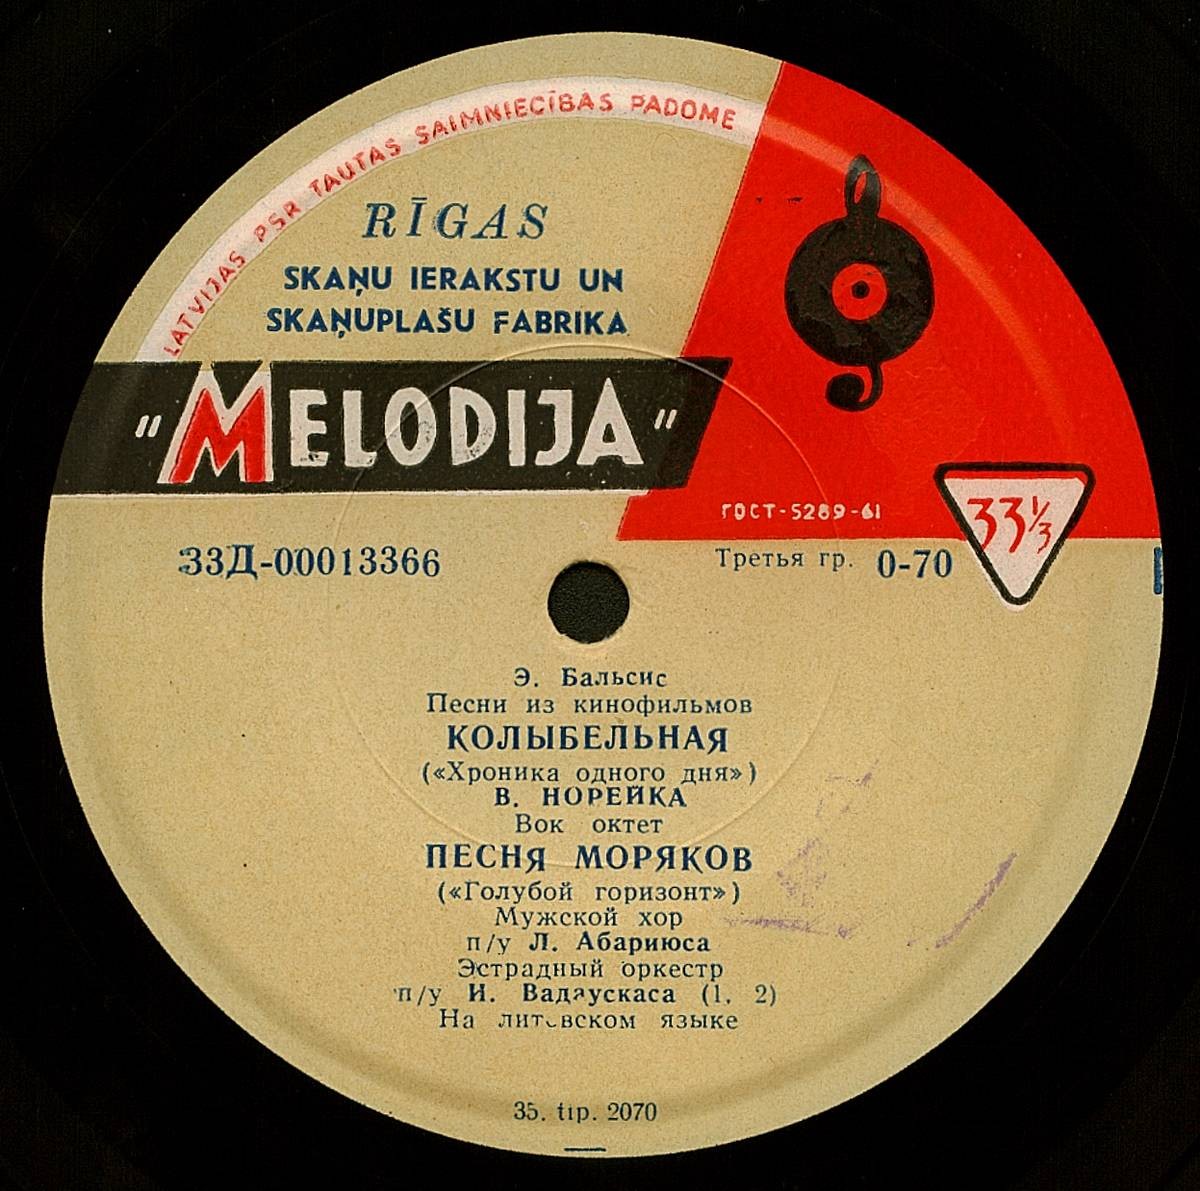 LATVIJAS PSR TAUTAS SAIMNIECĪBAS PADOME
RĪGAS
SKAŅU IERAKSTU UN
SKAŅUPLAŠU FABRIKA
"MELODIJA"
ГОСТ-5289-61
33⅓
33Д-00013366
Третья гр. 0-70
Э. Бальсис
Песни из кинофильмов
КОЛЫБЕЛЬНАЯ
(«Хроника одного дня»)
В. НОРЕЙКА
Вок октет
ПЕСНЯ МОРЯКОВ
(«Голубой горизонт»)
Мужской хор
п/у Л. Абариюса
Эстрадный оркестр
п/у И. Вадаускаса (1, 2)
На литовском языке
35. tip. 2070